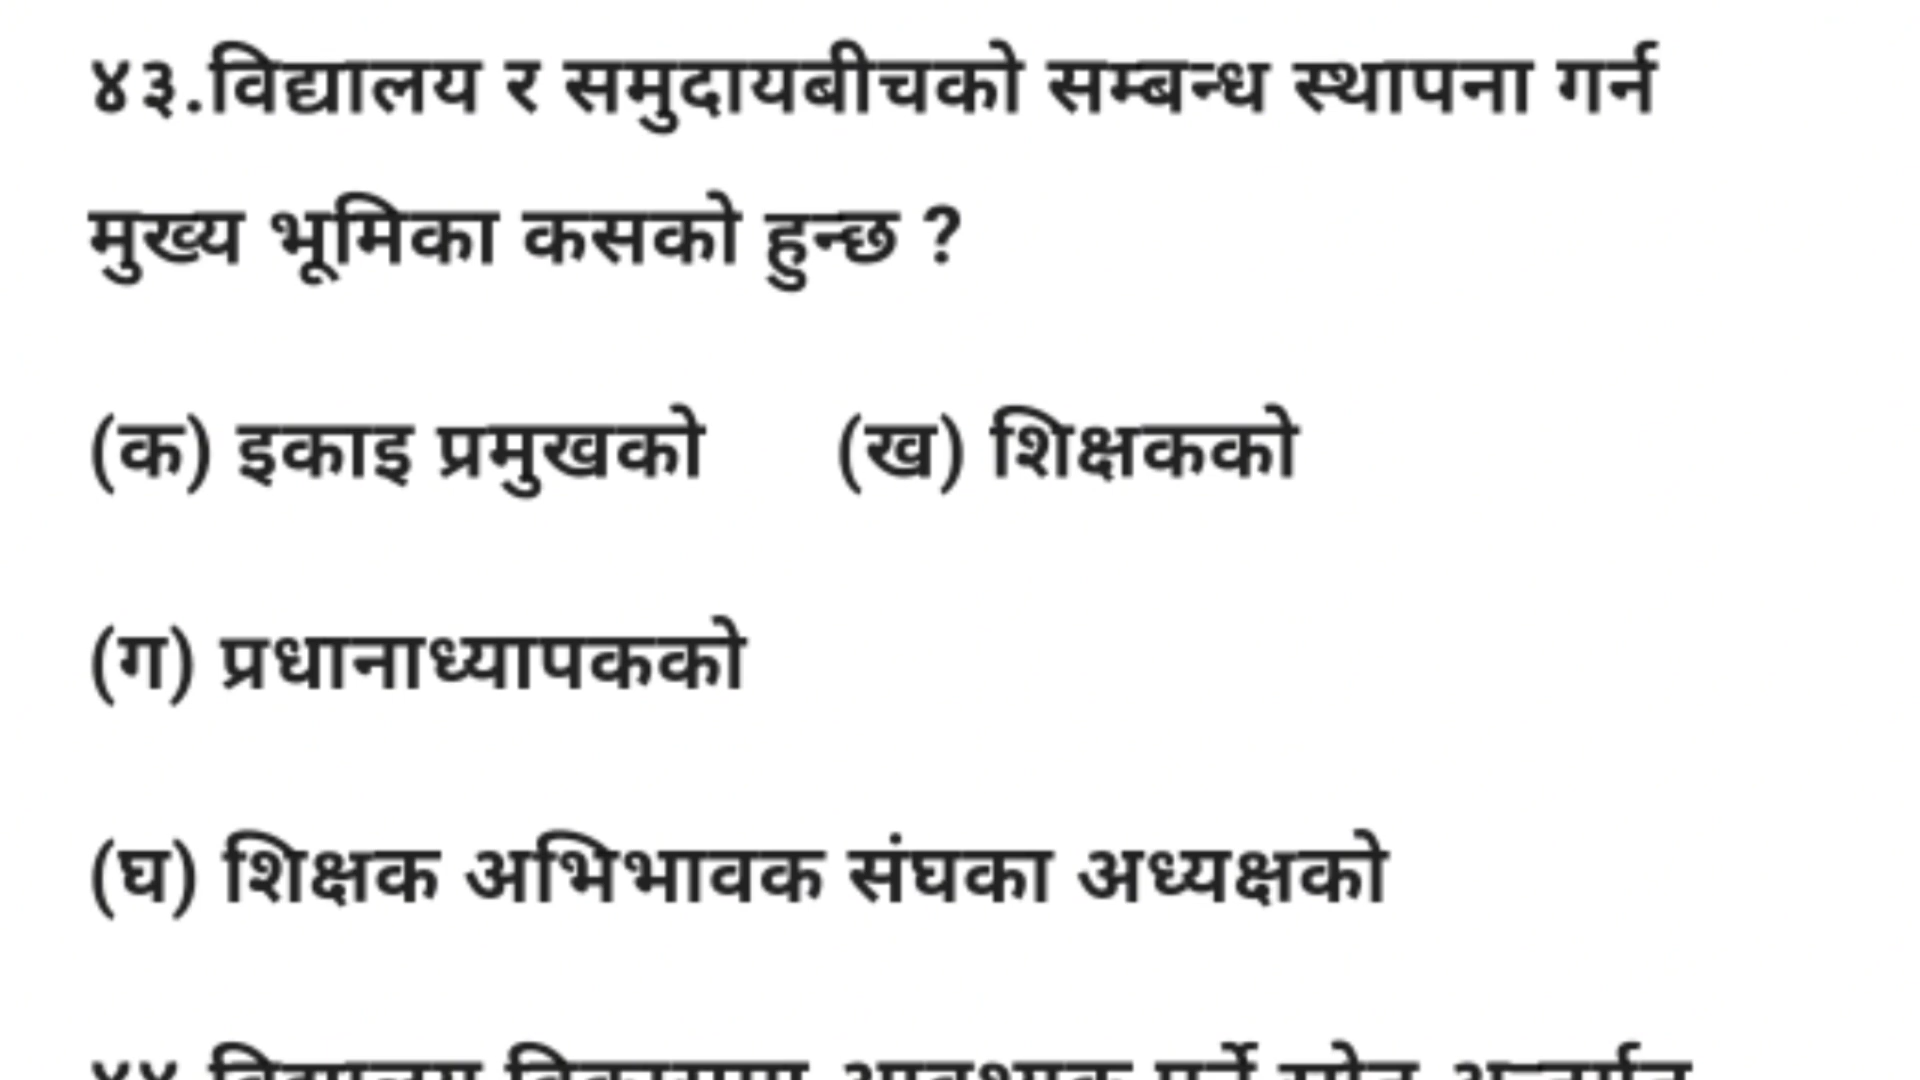 ४३.विद्यालय र समुदायबीचको सम्बन्ध स्थापना गर्न
मुख्य भूमिका कसको हुन्छ ?
(क) इकाइ प्रमुखको (ख) शिक्षकको
(ग) प्रधानाध्यापकको
(घ) शिक्षक अभिभावक संघका अध्यक्षको